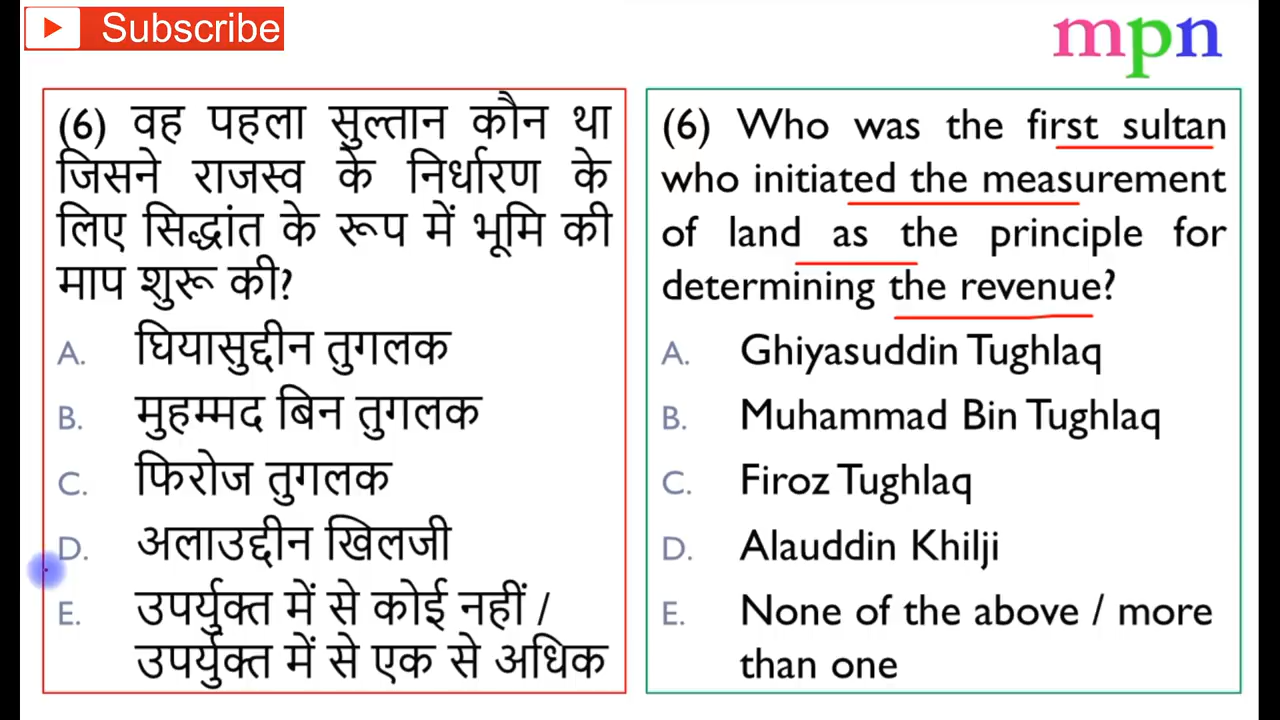 Subscribe
mpn
(6) वह पहला सुल्तान कौन था
जिसने राजस्व के निर्धारण के
लिए सिद्धांत के रूप में भूमि की
माप शुरू की?
A. घियासुद्दीन तुगलक
B. मुहम्मद बिन तुगलक
C. फिरोज तुगलक
D. अलाउद्दीन खिलजी
E. उपर्युक्त में से कोई नहीं /
उपर्युक्त में से एक से अधिक
(6) Who was the first sultan
who initiated the measurement
of land as the principle for
determining the revenue?
A. Ghiyasuddin Tughlaq
B. Muhammad Bin Tughlaq
C. Firoz Tughlaq
D. Alauddin Khilji
E. None of the above / more
than one